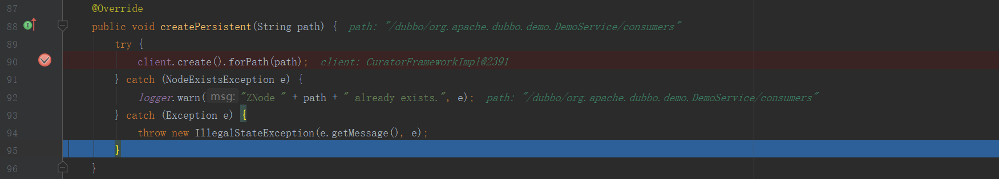 87 @Override
88 public void createPersistent(String path) { path: "/dubbo/org.apache.dubbo.demo.DemoService/consumers"
89 try {
90 client.create().forPath(path); client: CuratorFrameworkImpl@2391
91 } catch (NodeExistsException e) {
92 logger.warn( msg: "ZNode " + path + " already exists.", e); path: "/dubbo/org.apache.dubbo.demo.DemoService/consumers"
93 } catch (Exception e) {
94 throw new IllegalStateException(e.getMessage(), e);
95 }
96 }